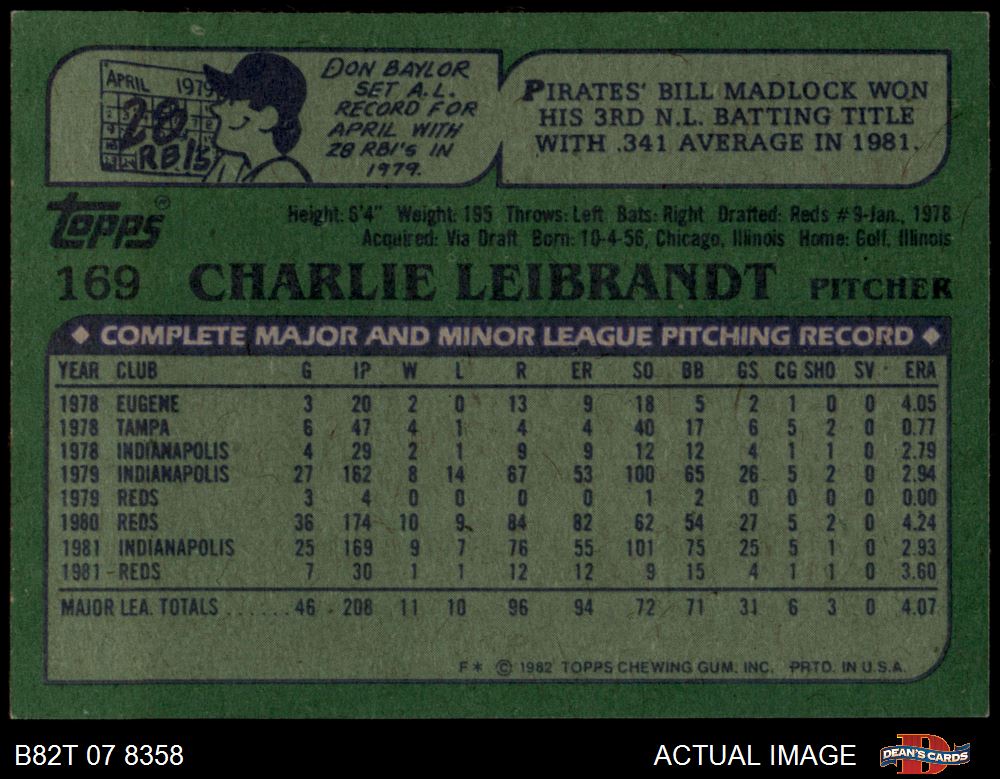 APRIL 1979
28
RBI's
DON BAYLOR
SET A.L.
RECORD FOR
APRIL WITH
28 RBI's IN
1979.
PIRATES' BILL MADLOCK WON
HIS 3RD N.L. BATTING TITLE
WITH .341 AVERAGE IN 1981.
Topps®
Height: 6'4" Weight: 195 Throws: Left Bats: Right Drafted: Reds #9-Jan., 1978
Acquired: Via Draft Born: 10-4-56, Chicago, Illinois Home: Golf, Illinois
169 CHARLIE LEIBRANDT PITCHER
◆ COMPLETE MAJOR AND MINOR LEAGUE PITCHING RECORD ◆
YEAR CLUB G IP W L R ER SO BB GS CG SHO SV ERA
1978 EUGENE 3 20 2 0 13 9 18 5 2 1 0 0 4.05
1978 TAMPA 6 47 4 1 4 4 40 17 6 5 2 0 0.77
1978 INDIANAPOLIS 4 29 2 1 9 9 12 12 4 1 1 0 2.79
1979 INDIANAPOLIS 27 162 8 14 67 53 100 65 26 5 2 0 2.94
1979 REDS 3 4 0 0 0 0 1 2 0 0 0 0 0.00
1980 REDS 36 174 10 9 84 82 62 54 27 5 2 0 4.24
1981 INDIANAPOLIS 25 169 9 7 76 55 101 75 25 5 1 0 2.93
1981 REDS 7 30 1 1 12 12 9 15 4 1 1 0 3.60
MAJOR LEA. TOTALS ...... 46 208 11 10 96 94 72 71 31 6 3 0 4.07
F* © 1982 TOPPS CHEWING GUM, INC. PRTD. IN U.S.A.
B82T 07 8358 ACTUAL IMAGE DEAN'S CARDS